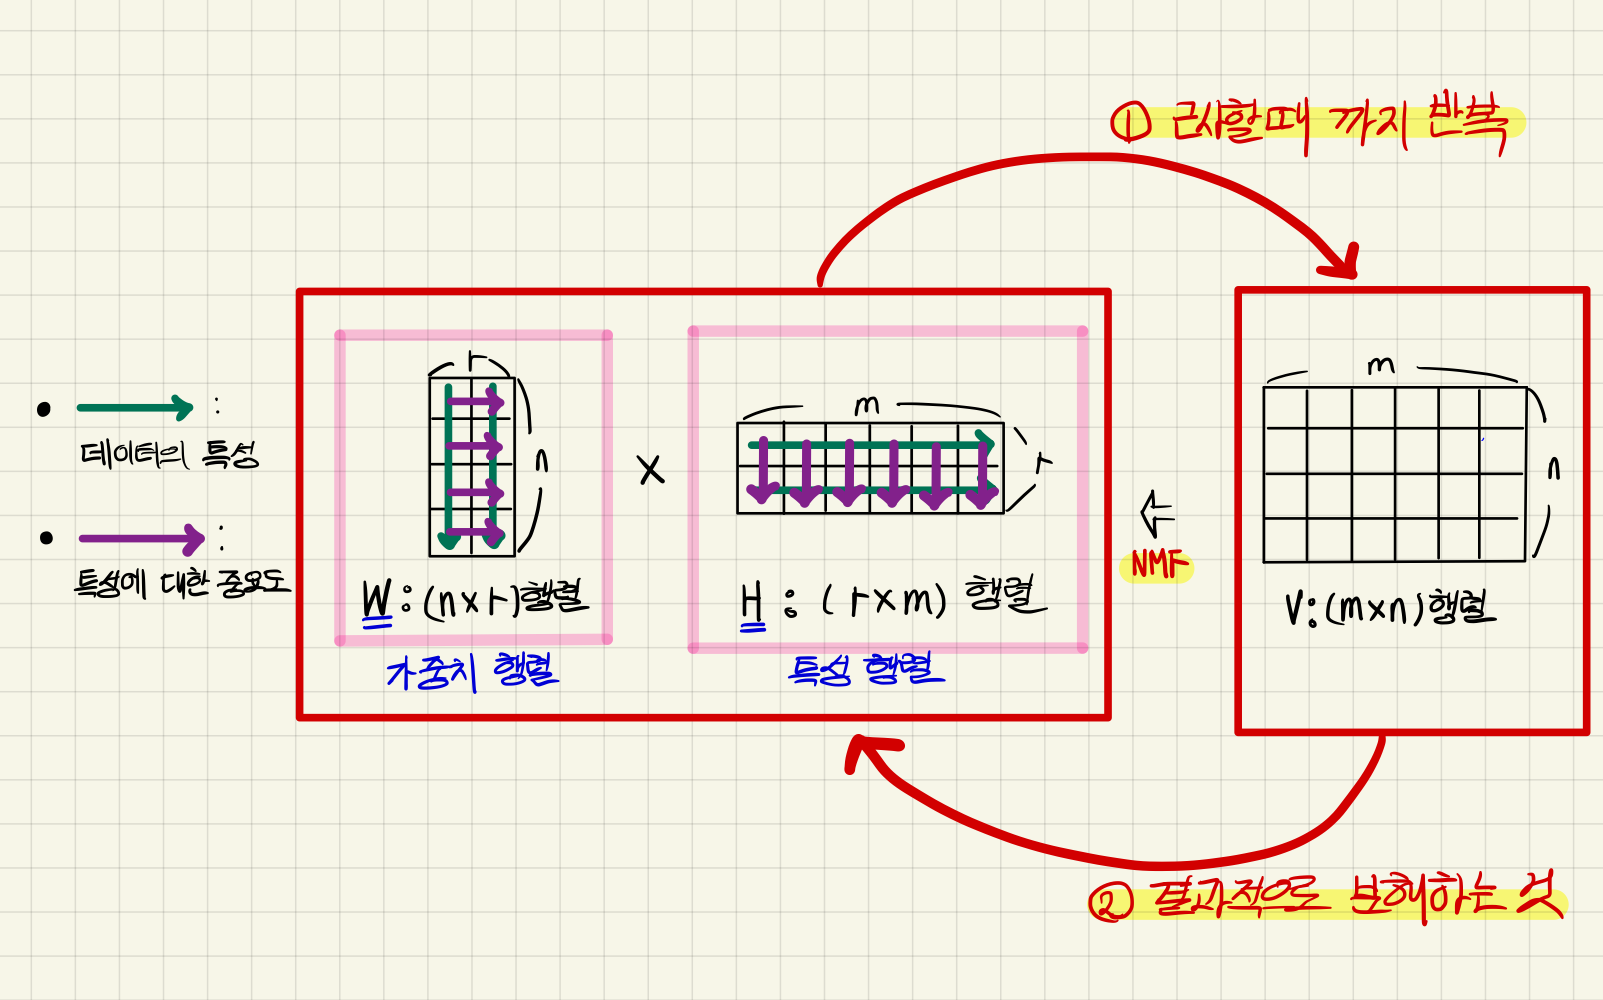 ① 근사할때 까지 반복
r
n
m
r
m
n
:
데이터의 특성
:
특성에 대한 중요도
x
NMF
W : (n x r) 행렬
H : (r x m) 행렬
V : (m x n) 행렬
가중치 행렬
특성 행렬
② 결과적으로 분해하는 것